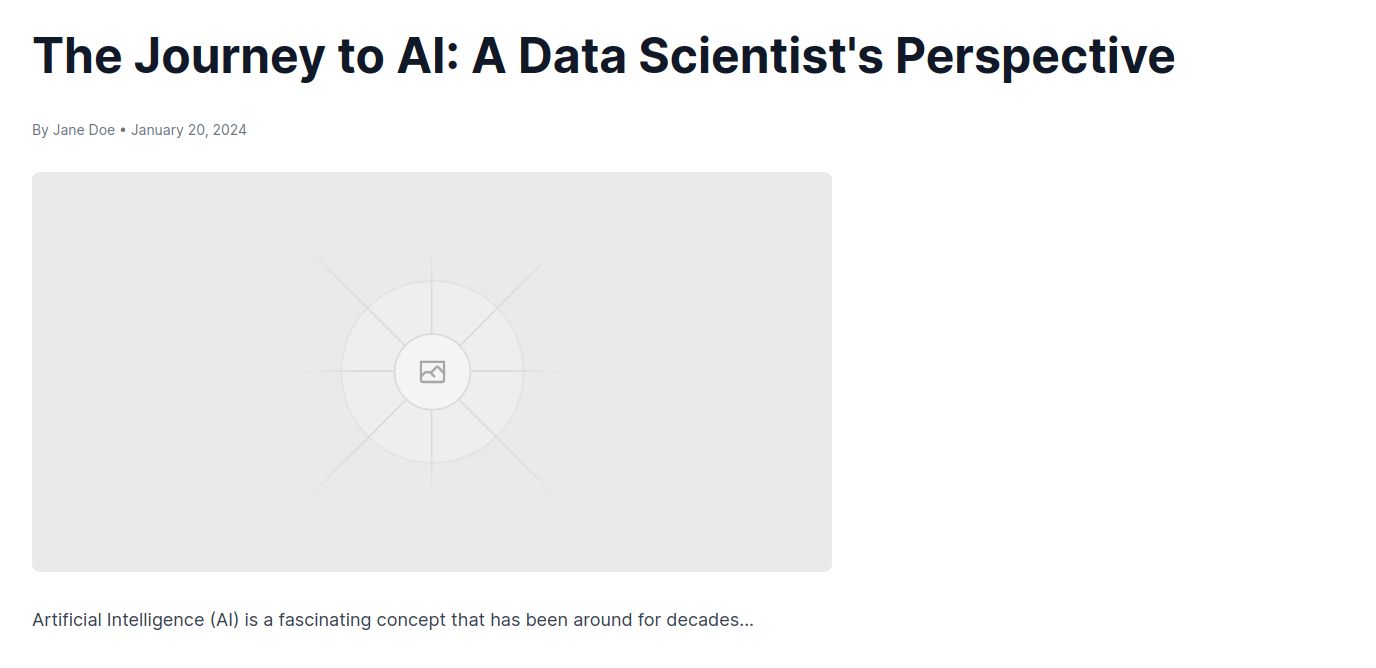 The Journey to AI: A Data Scientist's Perspective
By Jane Doe • January 20, 2024
Artificial Intelligence (AI) is a fascinating concept that has been around for decades...